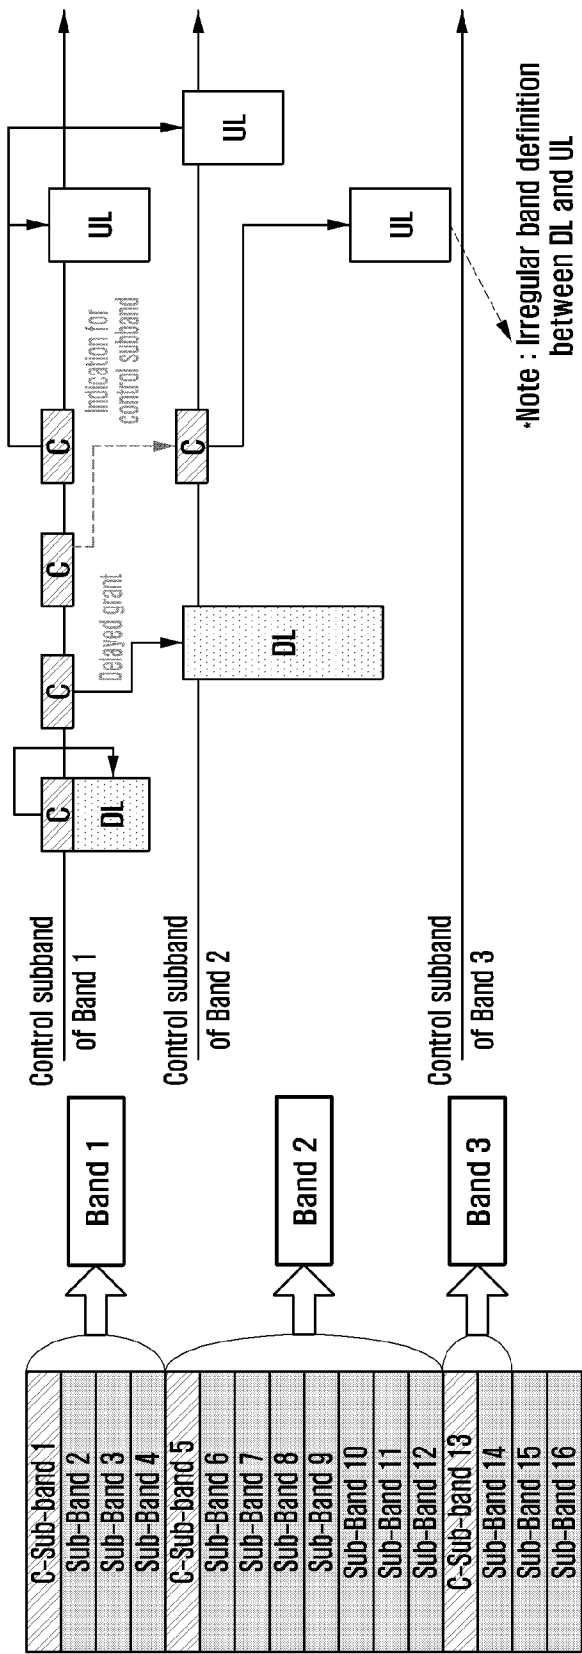 C-Sub-band 1
Sub-Band 2
Sub-Band 3
Sub-Band 4
C-Sub-band 5
Sub-Band 6
Sub-Band 7
Sub-Band 8
Sub-Band 9
Sub-Band 10
Sub-Band 11
Sub-Band 12
C-Sub-band 13
Sub-Band 14
Sub-Band 15
Sub-Band 16
Band 1
Band 2
Band 3
Control subband
of Band 1
C
DL
C
C
C
UL
Delayed grant
Indication for
control subband
Control subband
of Band 2
DL
C
UL
Control subband
of Band 3
UL
*Note : Irregular band definition
between DL and UL